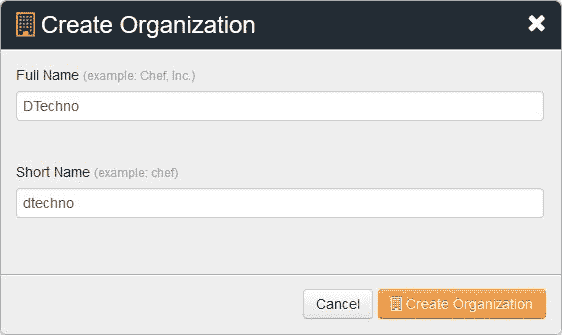 Create Organization
Full Name (example: Chef, Inc.)
DTechno
Short Name (example: chef)
dtechno
Cancel Create Organization